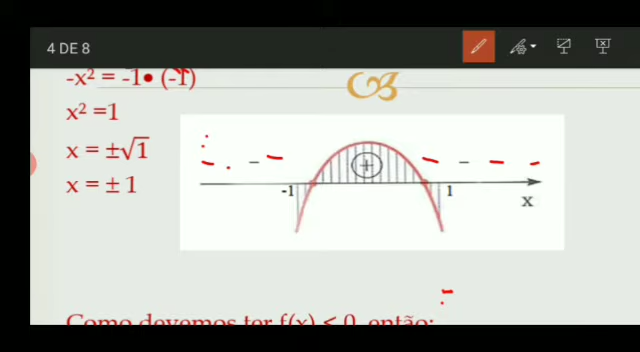 4 DE 8
-x² = -1• (-1)
x² =1
x = ±√1
x = ± 1
- + -
-1 1
x
Como devemos ter f(x) < 0, então: